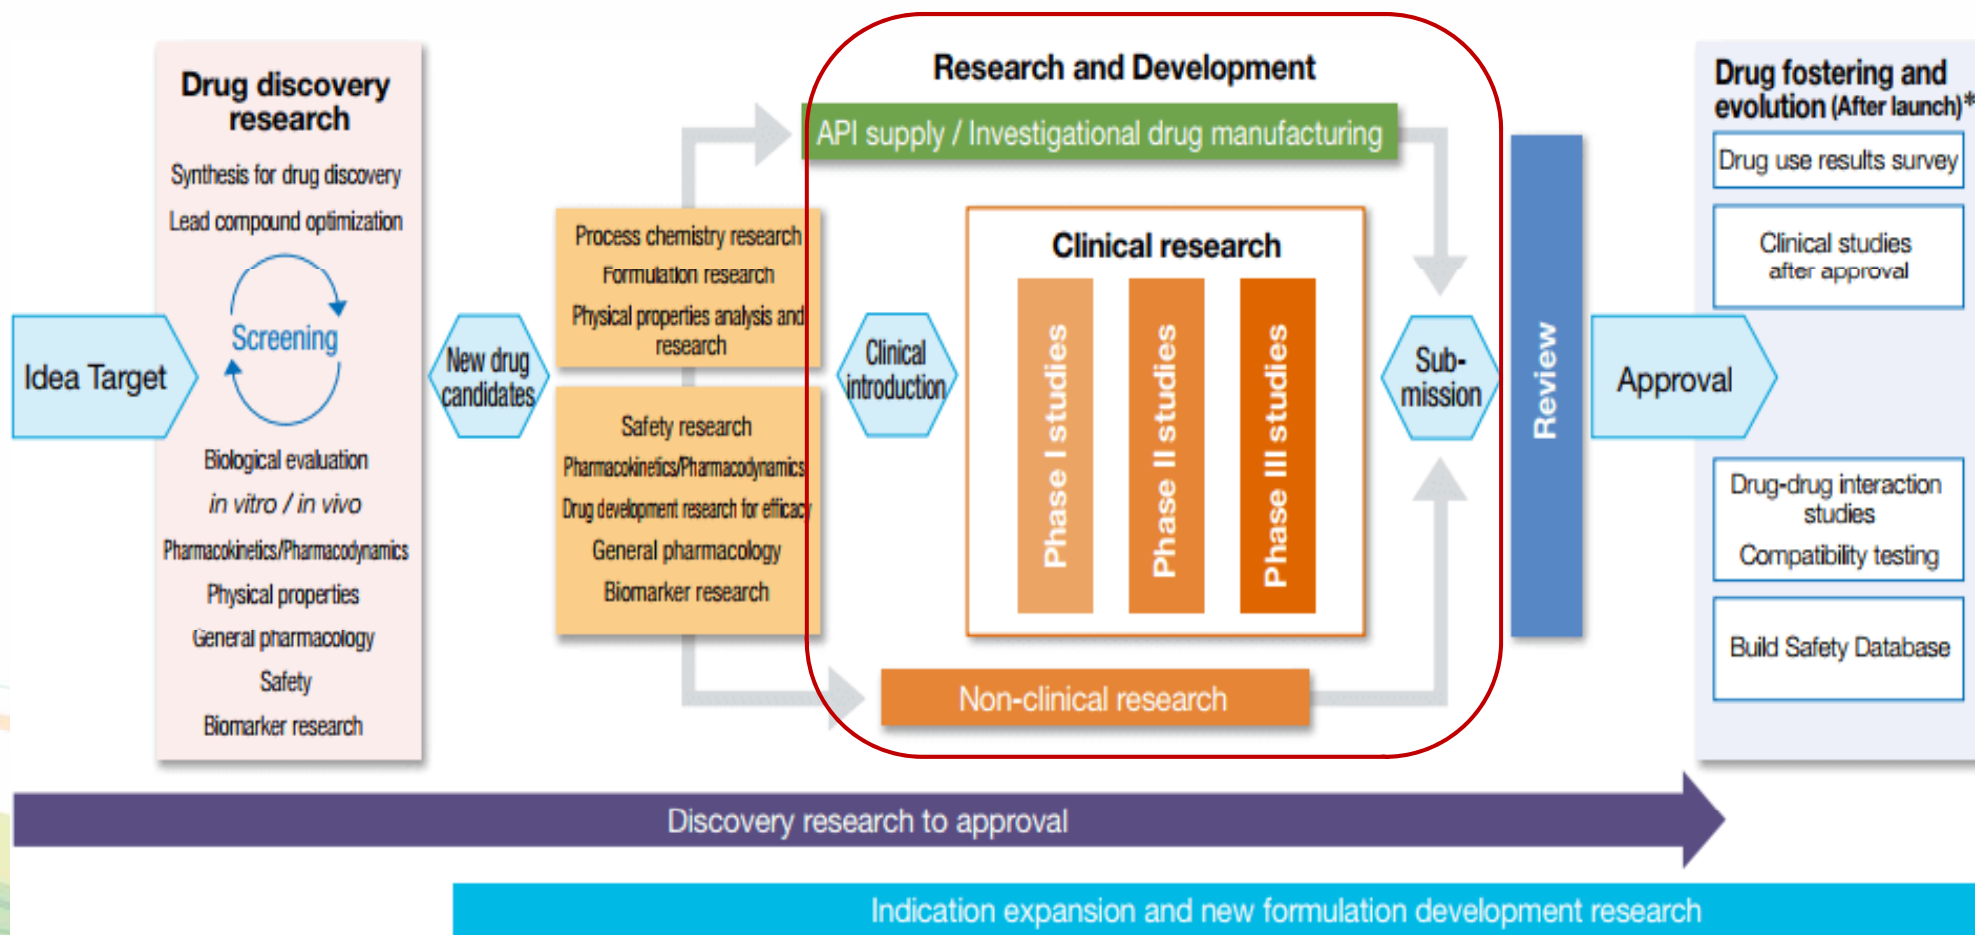 Drug discovery
research
Synthesis for drug discovery
Lead compound optimization
Screening
Biological evaluation
in vitro / in vivo
Pharmacokinetics/Pharmacodynamics
Physical properties
General pharmacology
Safety
Biomarker research
Idea Target
New drug
candidates
Process chemistry research
Formulation research
Physical properties analysis and
research
Safety research
Pharmacokinetics/Pharmacodynamics
Drug development research for efficacy
General pharmacology
Biomarker research
Research and Development
API supply / Investigational drug manufacturing
Clinical
introduction
Clinical research
Phase I studies
Phase II studies
Phase III studies
Non-clinical research
Sub-
mission
Review
Approval
Drug fostering and
evolution (After launch)*
Drug use results survey
Clinical studies
after approval
Drug-drug interaction
studies
Compatibility testing
Build Safety Database
Discovery research to approval
Indication expansion and new formulation development research